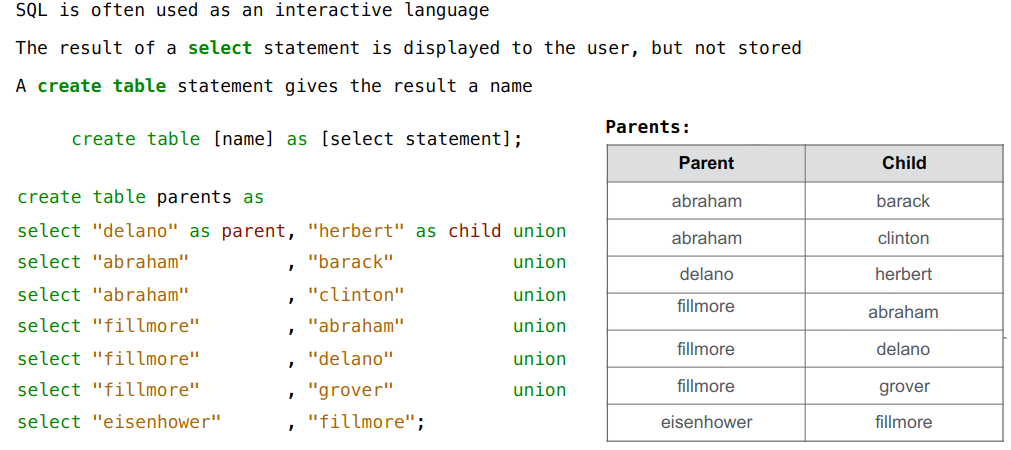 SQL is often used as an interactive language
The result of a select statement is displayed to the user, but not stored
A create table statement gives the result a name
create table [name] as [select statement];
create table parents as
select "delano" as parent, "herbert" as child union
select "abraham" , "barack" union
select "abraham" , "clinton" union
select "fillmore" , "abraham" union
select "fillmore" , "delano" union
select "fillmore" , "grover" union
select "eisenhower" , "fillmore";
Parents:
Parent Child
abraham barack
abraham clinton
delano herbert
fillmore abraham
fillmore delano
fillmore grover
eisenhower fillmore